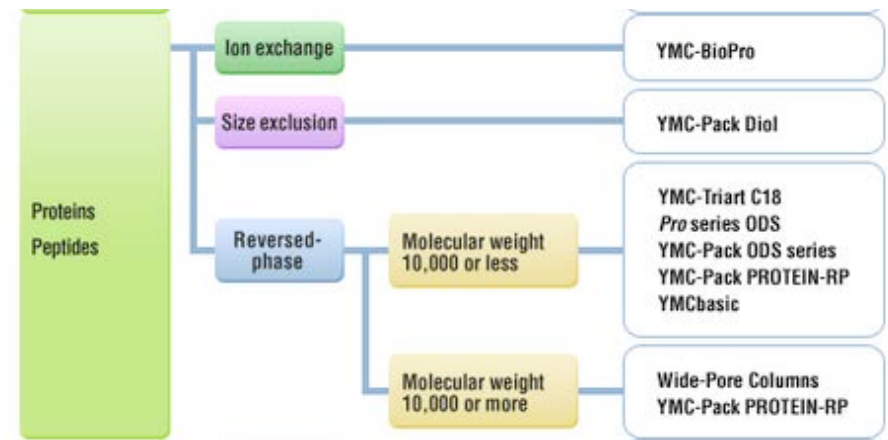 Proteins
Peptides
Ion exchange
YMC-BioPro
Size exclusion
YMC-Pack Diol
Reversed-
phase
Molecular weight
10,000 or less
YMC-Triart C18
Pro series ODS
YMC-Pack ODS series
YMC-Pack PROTEIN-RP
YMCbasic
Molecular weight
10,000 or more
Wide-Pore Columns
YMC-Pack PROTEIN-RP